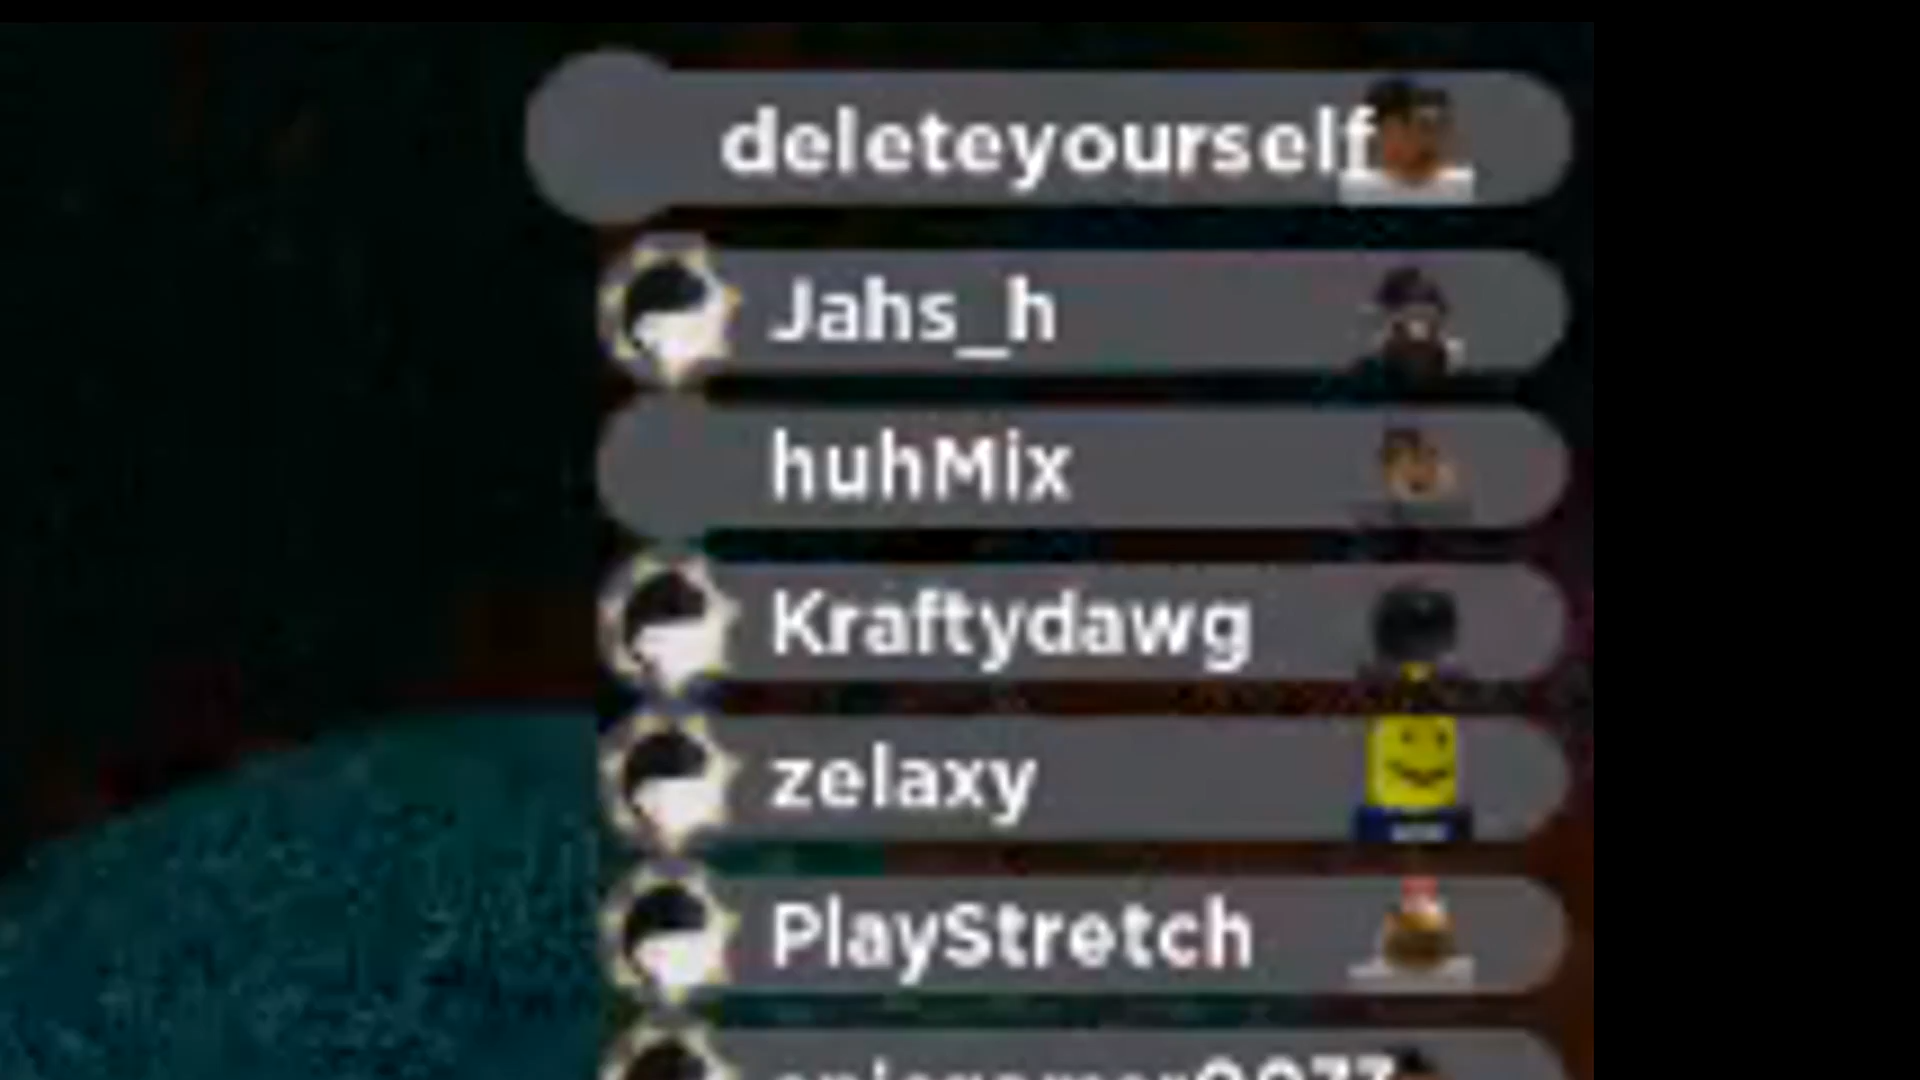 deleteyourself
Jahs_h
huhMix
Kraftydawg
zelaxy
PlayStretch